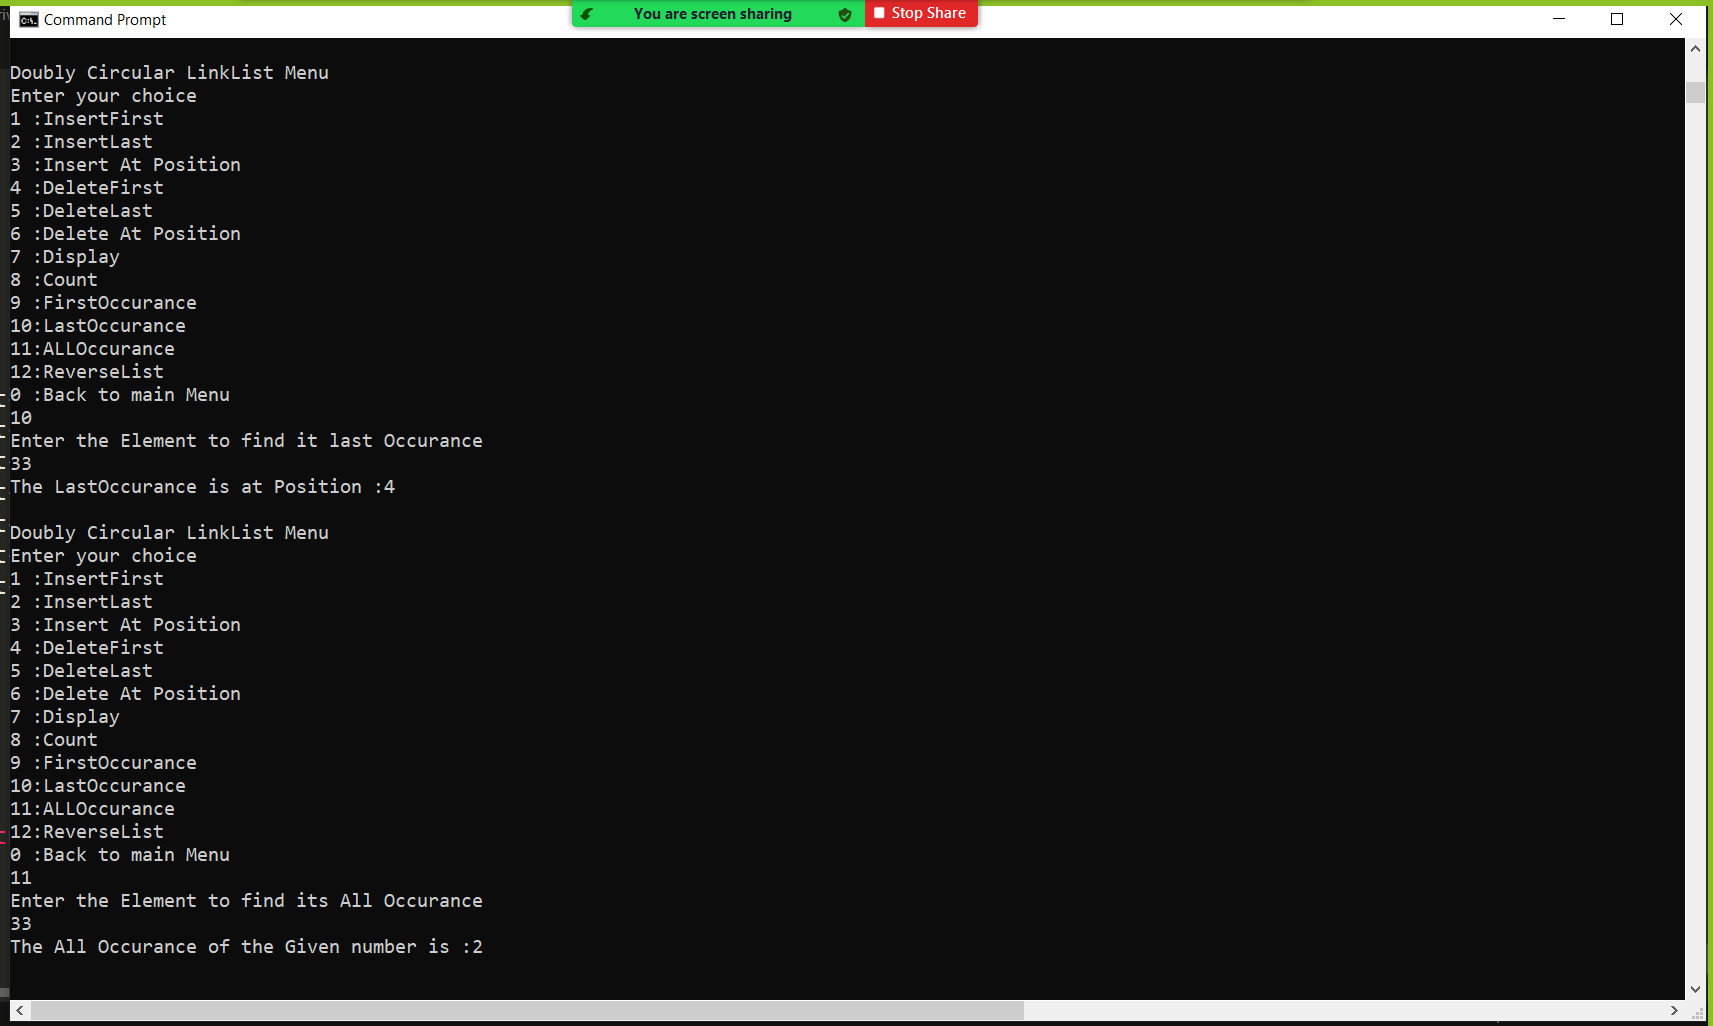 Command Prompt
You are screen sharing
Stop Share
Doubly Circular LinkList Menu
Enter your choice
1 :InsertFirst
2 :InsertLast
3 :Insert At Position
4 :DeleteFirst
5 :DeleteLast
6 :Delete At Position
7 :Display
8 :Count
9 :FirstOccurance
10:LastOccurance
11:ALLOccurance
12:ReverseList
0 :Back to main Menu
10
Enter the Element to find it last Occurance
33
The LastOccurance is at Position :4
Doubly Circular LinkList Menu
Enter your choice
1 :InsertFirst
2 :InsertLast
3 :Insert At Position
4 :DeleteFirst
5 :DeleteLast
6 :Delete At Position
7 :Display
8 :Count
9 :FirstOccurance
10:LastOccurance
11:ALLOccurance
12:ReverseList
0 :Back to main Menu
11
Enter the Element to find its All Occurance
33
The All Occurance of the Given number is :2